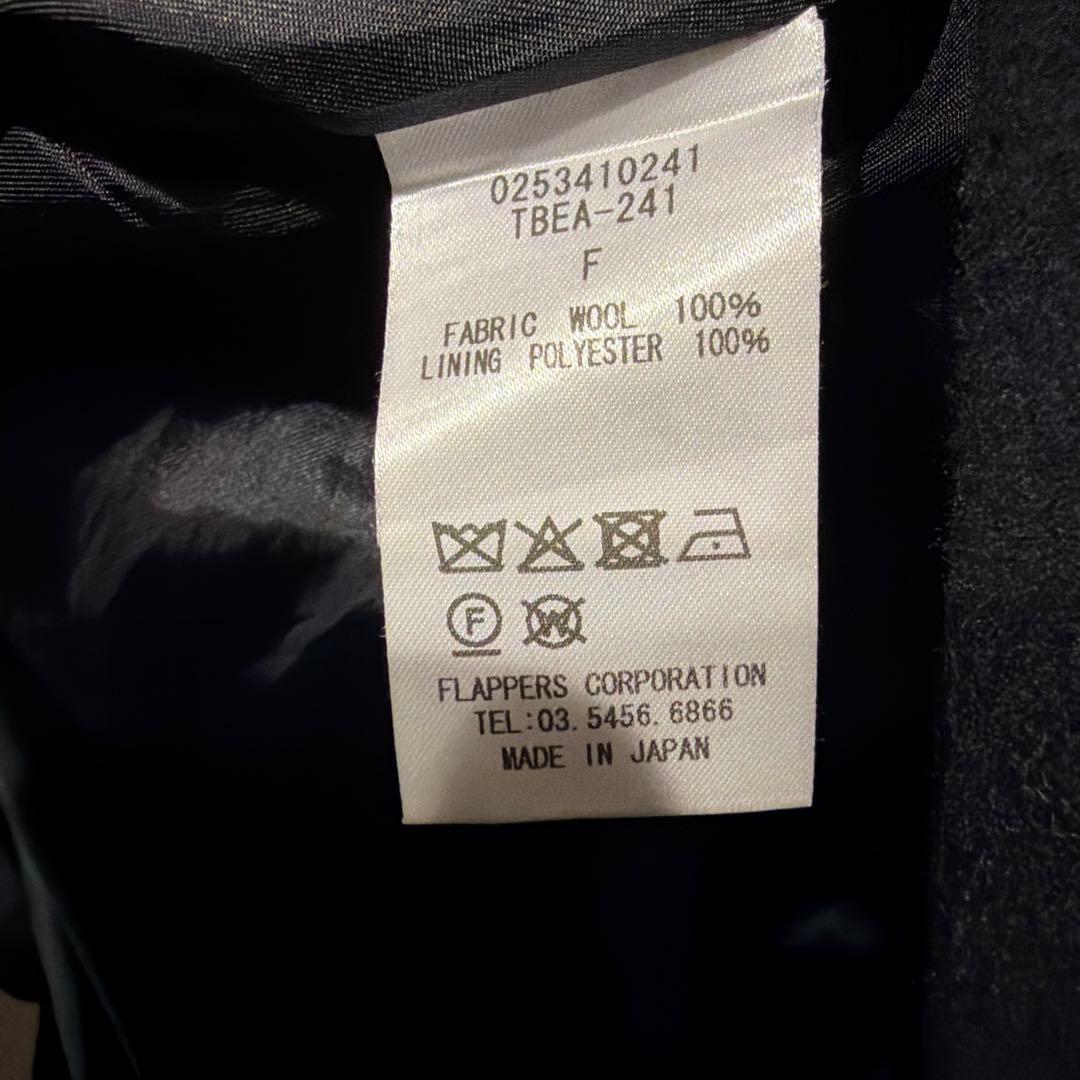 0253410241
TBEA-241
F
FABRIC WOOL 100%
LINING POLYESTER 100%
F W
FLAPPERS CORPORATION
TEL:03.5456.6866
MADE IN JAPAN